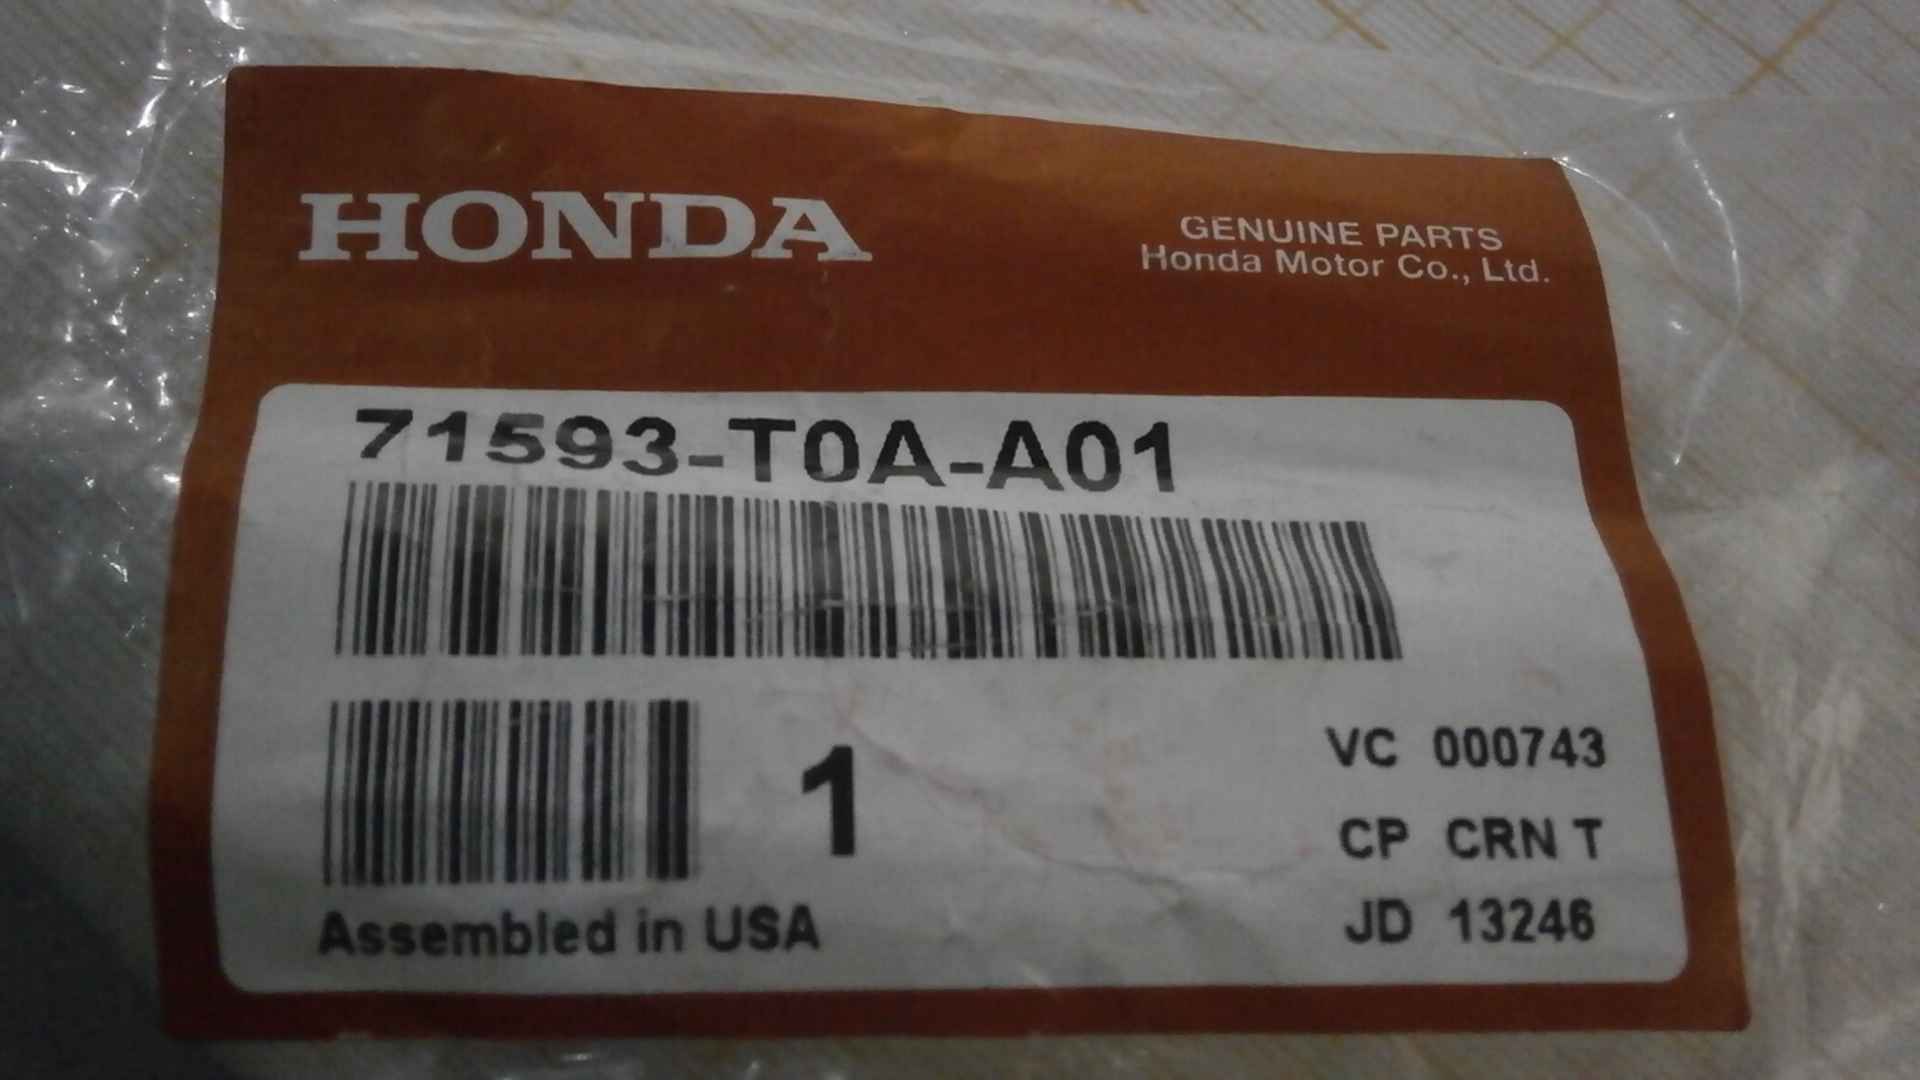 HONDA
GENUINE PARTS
Honda Motor Co., Ltd.
71593-T0A-A01
1
VC 000743
CP CRN T
JD 13246
Assembled in USA